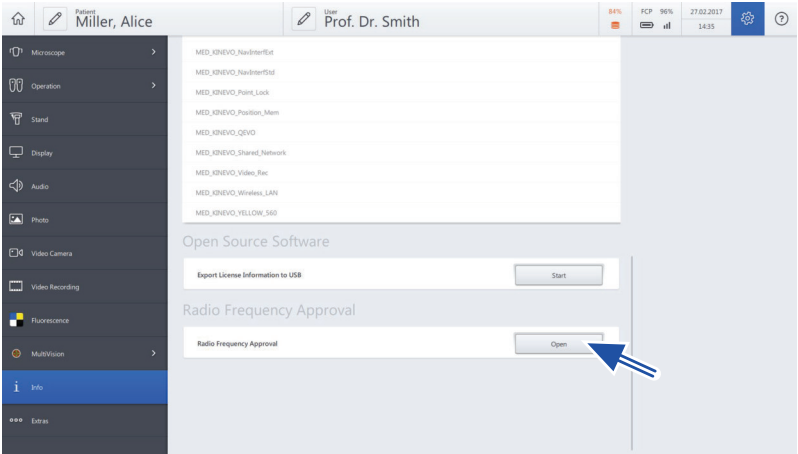 Patient
Miller, Alice
User
Prof. Dr. Smith
84%
FCP 96%
27.02.2017
14:35
?
Microscope
Operation
Stand
Display
Audio
Photo
Video Camera
Video Recording
Fluorescence
MultiVision
i Info
Extras
MED_KINEVO_NavInterfExt
MED_KINEVO_NavInterfStd
MED_KINEVO_Point_Lock
MED_KINEVO_Position_Mem
MED_KINEVO_QEVO
MED_KINEVO_Shared_Network
MED_KINEVO_Video_Rec
MED_KINEVO_Wireless_LAN
MED_KINEVO_YELLOW_560
Open Source Software
Export License Information to USB
Start
Radio Frequency Approval
Radio Frequency Approval
Open